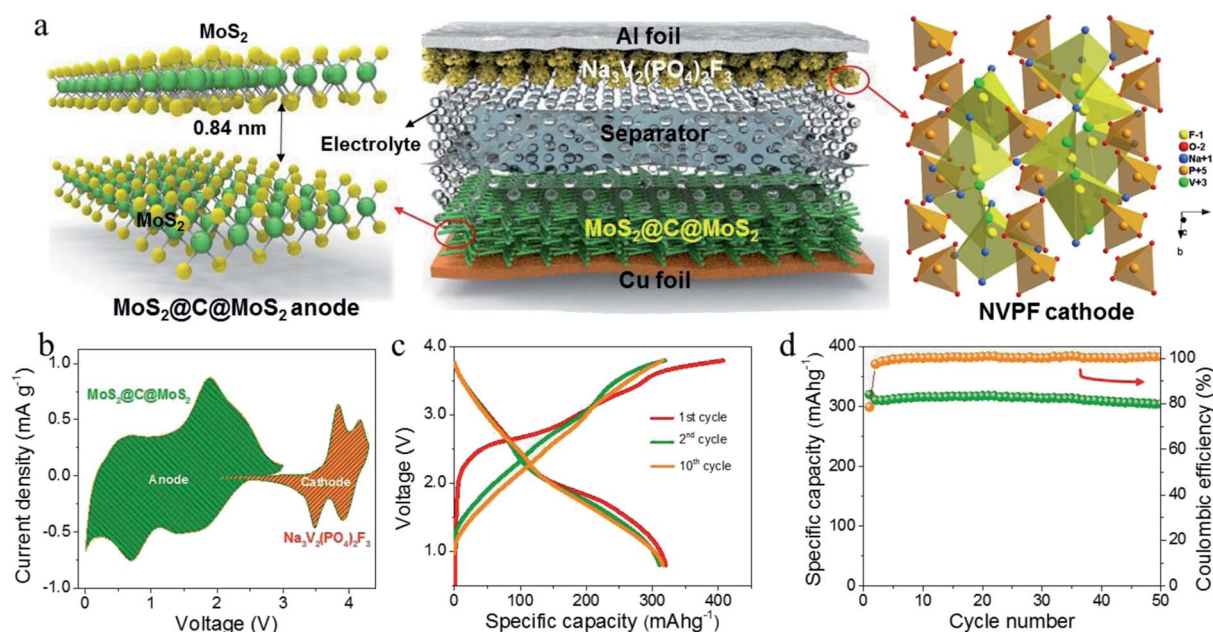 a
MoS₂
0.84 nm
MoS₂
MoS₂@C@MoS₂ anode
Electrolyte
Al foil
Na₃V₂(PO₄)₂F₃
Separator
MoS₂@C@MoS₂
Cu foil
F-1
O-2
Na+1
P+5
V+3
c
b
NVPF cathode
b
Current density (mA g⁻¹)
1.0
0.5
0.0
-0.5
-1.0
MoS₂@C@MoS₂
Anode
Cathode
Na₃V₂(PO₄)₂F₃
0 1 2 3 4
Voltage (V)
c
Voltage (V)
4.0
3.0
2.0
1.0
1st cycle
2nd cycle
10th cycle
0 100 200 300 400
Specific capacity (mAhg⁻¹)
d
Specific capacity (mAhg⁻¹)
400
300
200
100
0
100
80
60
40
20
0
Coulombic efficiency (%)
0 10 20 30 40 50
Cycle number